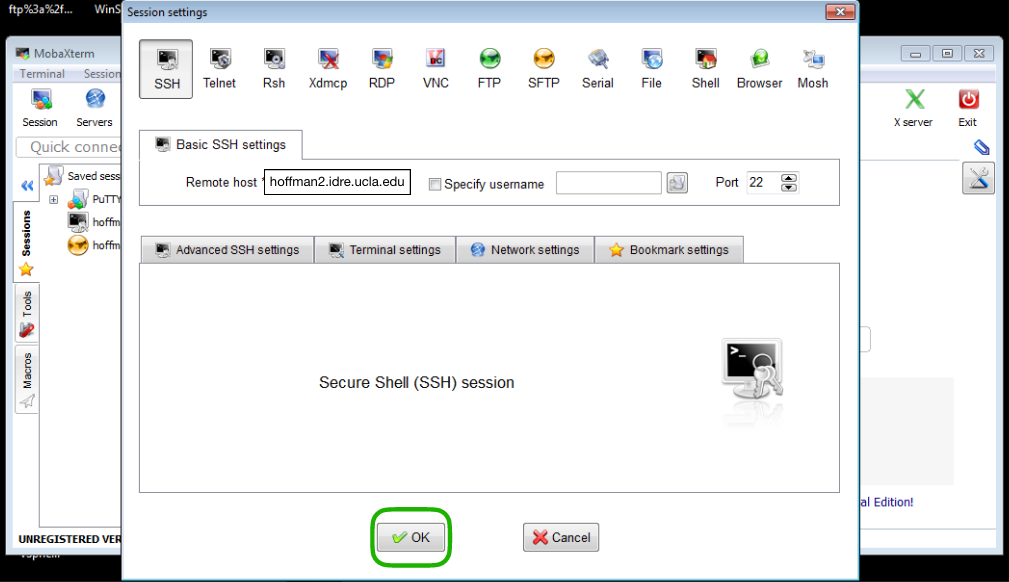 ftp%3a%2f... WinS
Session settings
MobaXterm
Terminal Session
SSH Telnet Rsh Xdmcp RDP VNC FTP SFTP Serial File Shell Browser Mosh
Session Servers X server Exit
Quick connec
Basic SSH settings
Saved sess
Remote host * hoffman2.idre.ucla.edu Specify username Port 22
PuTTY
hoffm
hoffm
Sessions
Tools
Macros
Advanced SSH settings Terminal settings Network settings Bookmark settings
Secure Shell (SSH) session
al Edition!
OK Cancel
UNREGISTERED VER